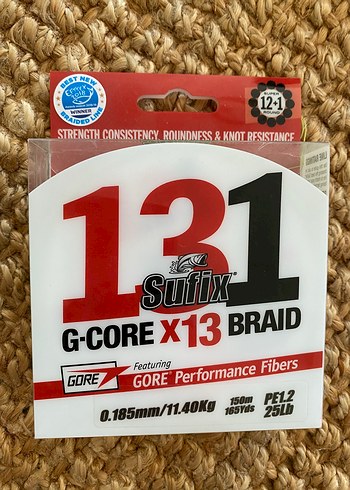 BEST NEW
WINNER
BRAIDED LINE
SUPER
12+1
ROUND
STRENGTH CONSISTENCY, ROUNDNESS & KNOT RESISTANCE
131
Sufix
G-CORE X13 BRAID
GORE
Featuring
GORE® Performance Fibers
0.185mm/11.40Kg
150m
165Yds
PE1.2
25Lb